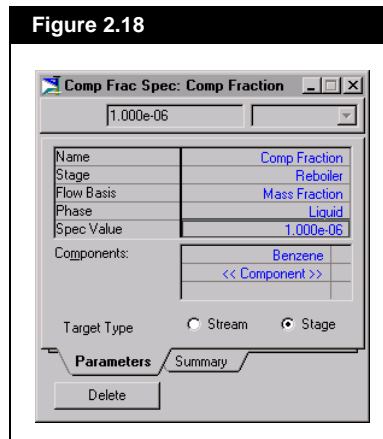 Figure 2.18
Comp Frac Spec: Comp Fraction
1.000e-06
Name Comp Fraction
Stage Reboiler
Flow Basis Mass Fraction
Phase Liquid
Spec Value 1.000e-06
Components: Benzene
<< Component >>
Target Type Stream Stage
Parameters Summary
Delete